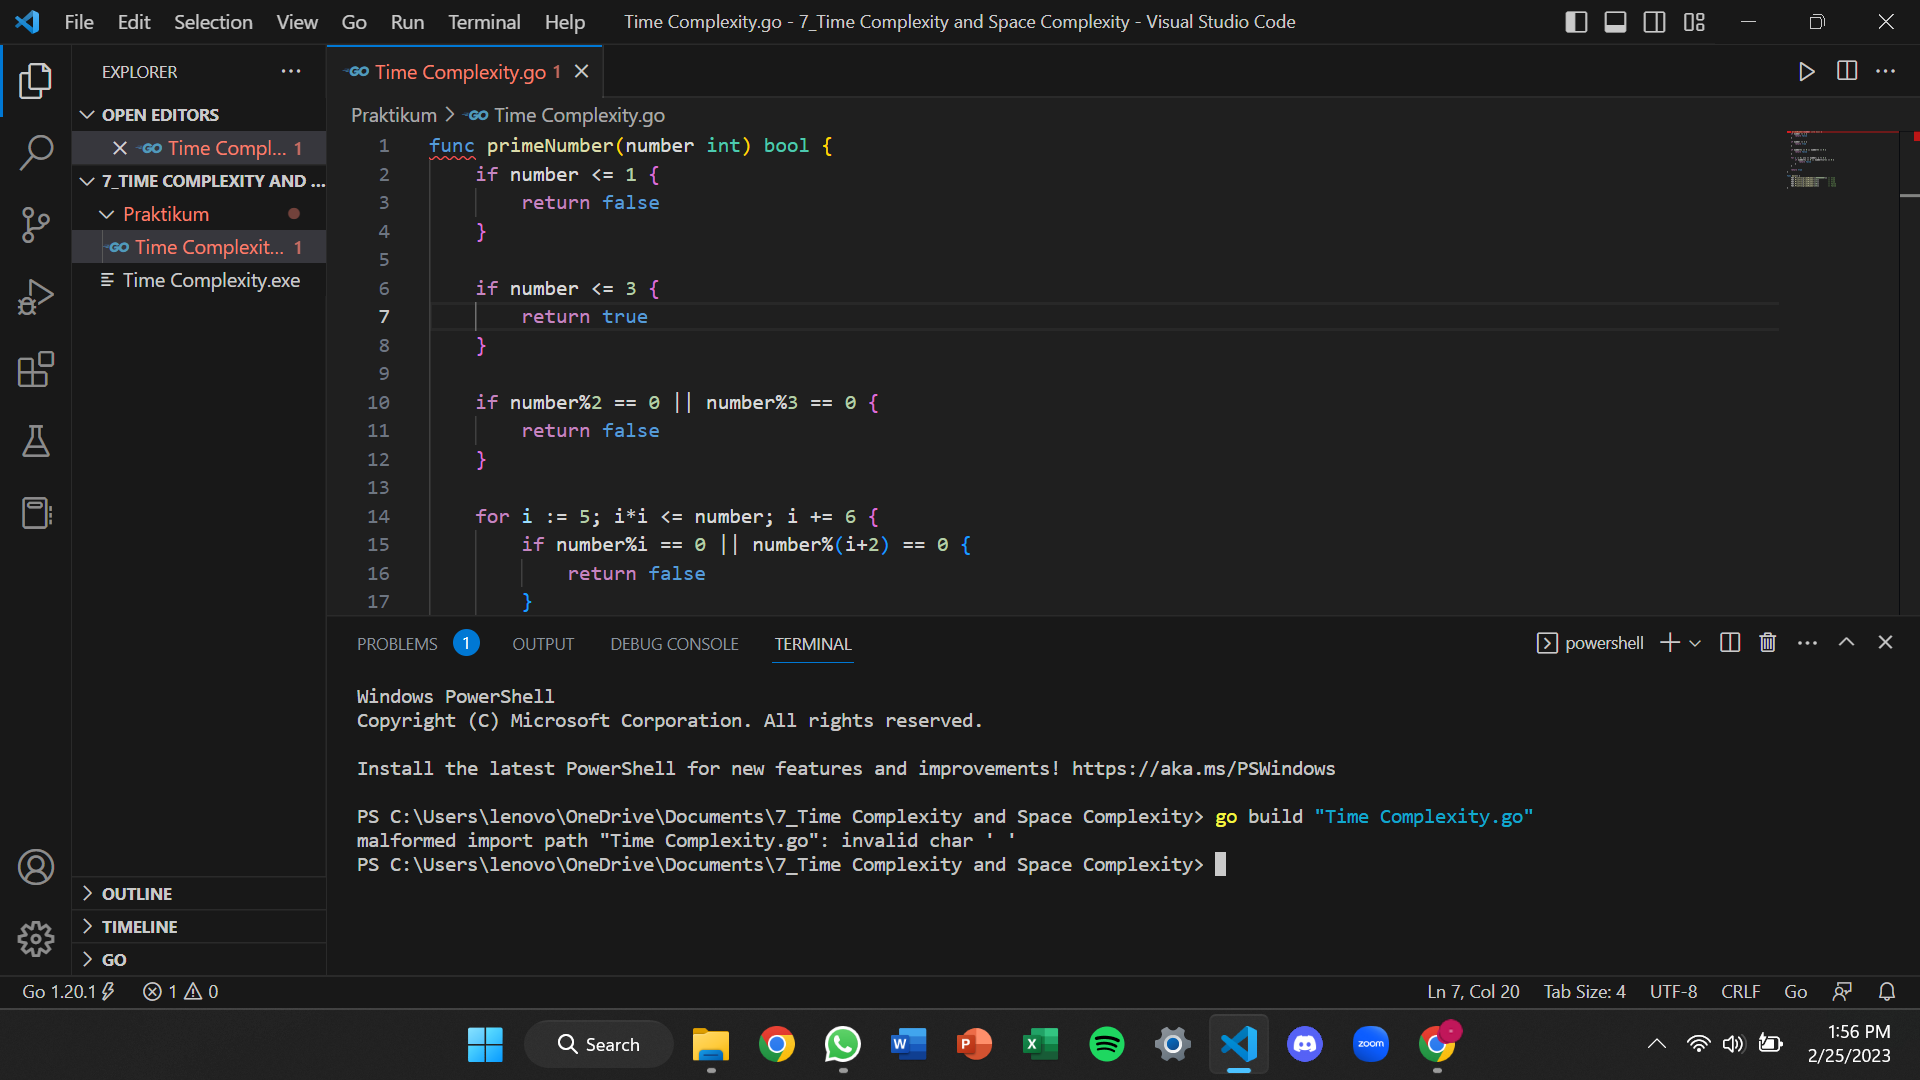 File Edit Selection View Go Run Terminal Help
Time Complexity.go - 7_Time Complexity and Space Complexity - Visual Studio Code
EXPLORER
OPEN EDITORS
GO Time Compl... 1
7_TIME COMPLEXITY AND ...
Praktikum
GO Time Complexit... 1
Time Complexity.exe
OUTLINE
TIMELINE
GO
GO Time Complexity.go 1
Praktikum > GO Time Complexity.go
1 func primeNumber(number int) bool {
2 if number <= 1 {
3 return false
4 }
5
6 if number <= 3 {
7 return true
8 }
9
10 if number%2 == 0 || number%3 == 0 {
11 return false
12 }
13
14 for i := 5; i*i <= number; i += 6 {
15 if number%i == 0 || number%(i+2) == 0 {
16 return false
17 }
PROBLEMS 1 OUTPUT DEBUG CONSOLE TERMINAL
powershell
Windows PowerShell
Copyright (C) Microsoft Corporation. All rights reserved.
Install the latest PowerShell for new features and improvements! https://aka.ms/PSWindows
PS C:\Users\lenovo\OneDrive\Documents\7_Time Complexity and Space Complexity> go build "Time Complexity.go"
malformed import path "Time Complexity.go": invalid char ' '
PS C:\Users\lenovo\OneDrive\Documents\7_Time Complexity and Space Complexity>
Go 1.20.1 1 0
Ln 7, Col 20 Tab Size: 4 UTF-8 CRLF Go
Search
W
P
X
zoom
1:56 PM
2/25/2023